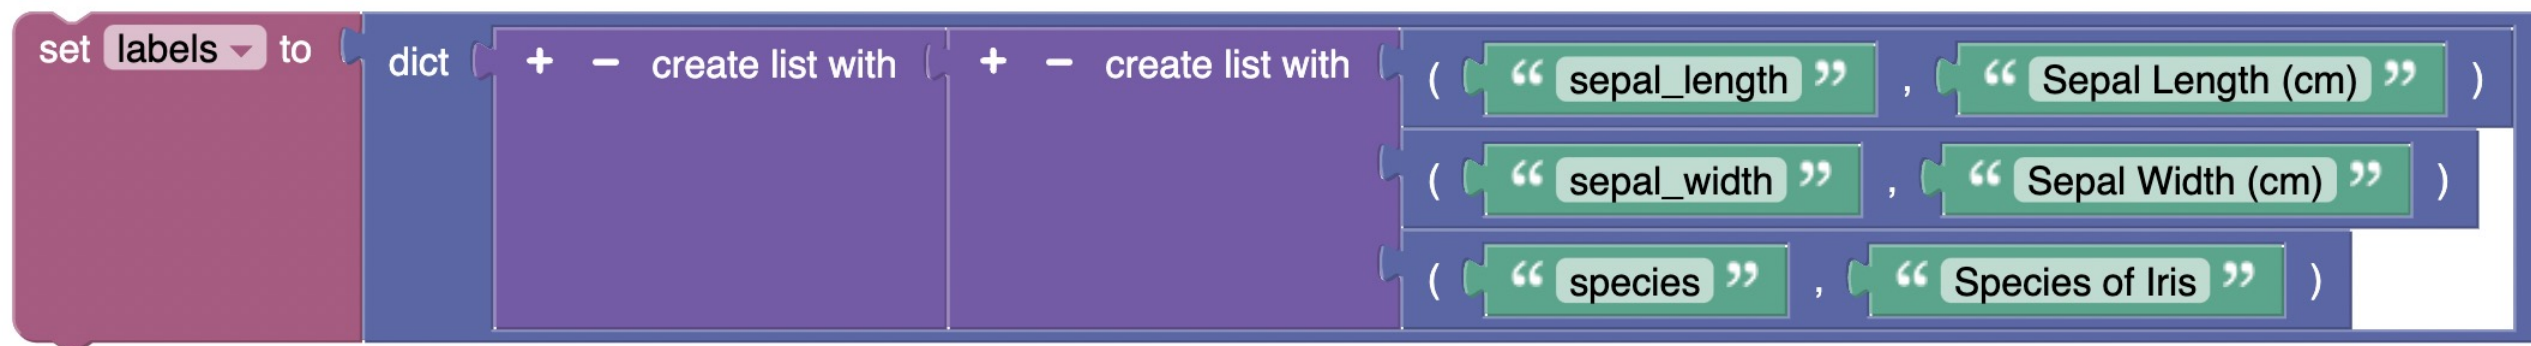 set labels to dict + - create list with + - create list with ( “ sepal_length ” , “ Sepal Length (cm) ” )
( “ sepal_width ” , “ Sepal Width (cm) ” )
( “ species ” , “ Species of Iris ” )